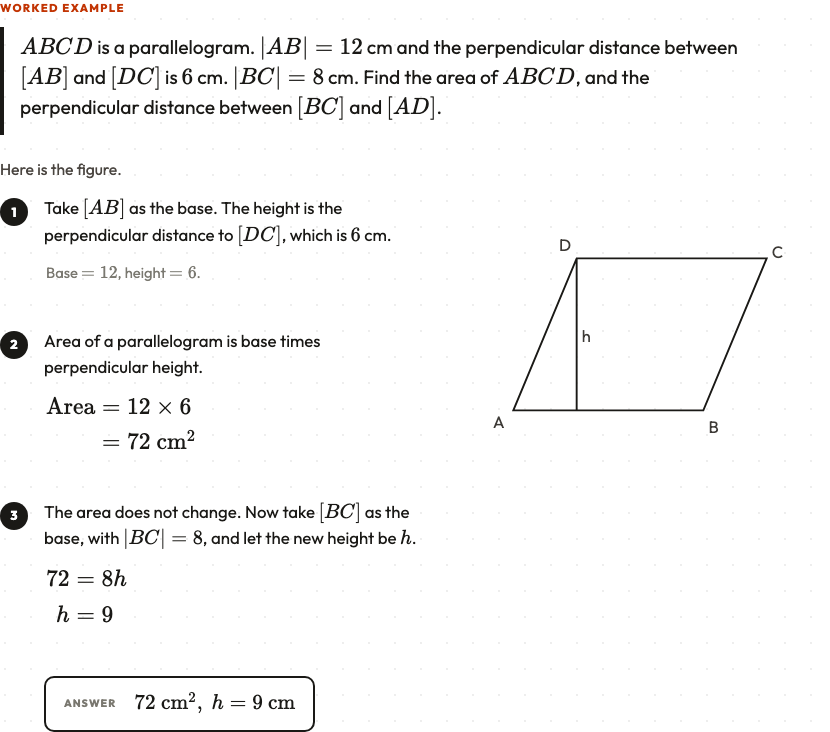 WORKED EXAMPLE
ABCD is a parallelogram. |AB| = 12 cm and the perpendicular distance between
[AB] and [DC] is 6 cm. |BC| = 8 cm. Find the area of ABCD, and the
perpendicular distance between [BC] and [AD].
Here is the figure.
1
Take [AB] as the base. The height is the
perpendicular distance to [DC], which is 6 cm.
Base = 12, height = 6.
2
Area of a parallelogram is base times
perpendicular height.
Area = 12 × 6
= 72 cm²
3
The area does not change. Now take [BC] as the
base, with |BC| = 8, and let the new height be h.
72 = 8h
h = 9
ANSWER 72 cm², h = 9 cm
D
C
h
A
B